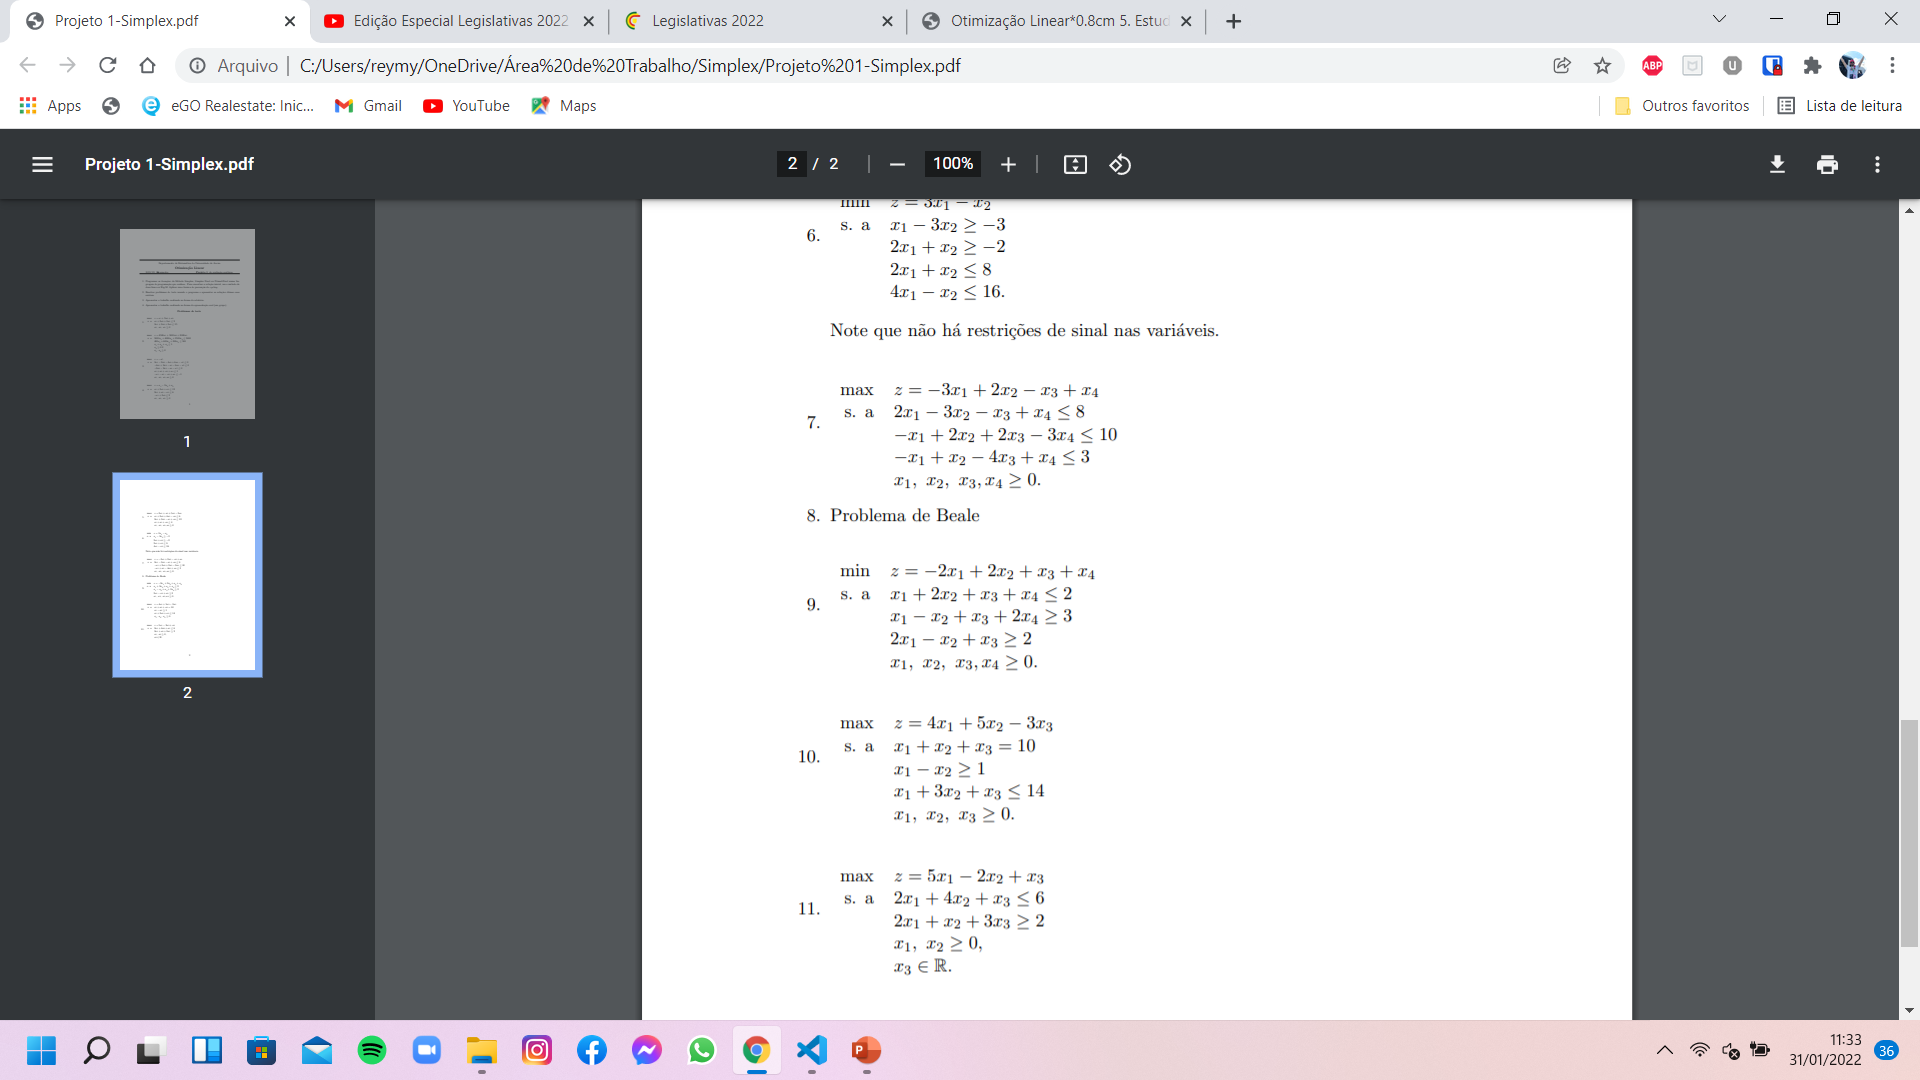 Projeto 1-Simplex.pdf
Edição Especial Legislativas 2022
Legislativas 2022
Otimização Linear*0.8cm 5. Estud
Arquivo
C:/Users/reymy/OneDrive/Área%20de%20Trabalho/Simplex/Projeto%201-Simplex.pdf
ABP
Apps
eGO Realestate: Inic...
Gmail
YouTube
Maps
Outros favoritos
Lista de leitura
Projeto 1-Simplex.pdf
2 / 2
100%
1
2
min z = 3x₁ − x₂
6. s. a x₁ − 3x₂ ≥ −3
2x₁ + x₂ ≥ −2
2x₁ + x₂ ≤ 8
4x₁ − x₂ ≤ 16.
Note que não há restrições de sinal nas variáveis.
max z = −3x₁ + 2x₂ − x₃ + x₄
7. s. a 2x₁ − 3x₂ − x₃ + x₄ ≤ 8
−x₁ + 2x₂ + 2x₃ − 3x₄ ≤ 10
−x₁ + x₂ − 4x₃ + x₄ ≤ 3
x₁, x₂, x₃, x₄ ≥ 0.
8. Problema de Beale
min z = −2x₁ + 2x₂ + x₃ + x₄
9. s. a x₁ + 2x₂ + x₃ + x₄ ≤ 2
x₁ − x₂ + x₃ + 2x₄ ≥ 3
2x₁ − x₂ + x₃ ≥ 2
x₁, x₂, x₃, x₄ ≥ 0.
max z = 4x₁ + 5x₂ − 3x₃
10. s. a x₁ + x₂ + x₃ = 10
x₁ − x₂ ≥ 1
x₁ + 3x₂ + x₃ ≤ 14
x₁, x₂, x₃ ≥ 0.
max z = 5x₁ − 2x₂ + x₃
11. s. a 2x₁ + 4x₂ + x₃ ≤ 6
2x₁ + x₂ + 3x₃ ≥ 2
x₁, x₂ ≥ 0,
x₃ ∈ ℝ.
11:33
31/01/2022
36